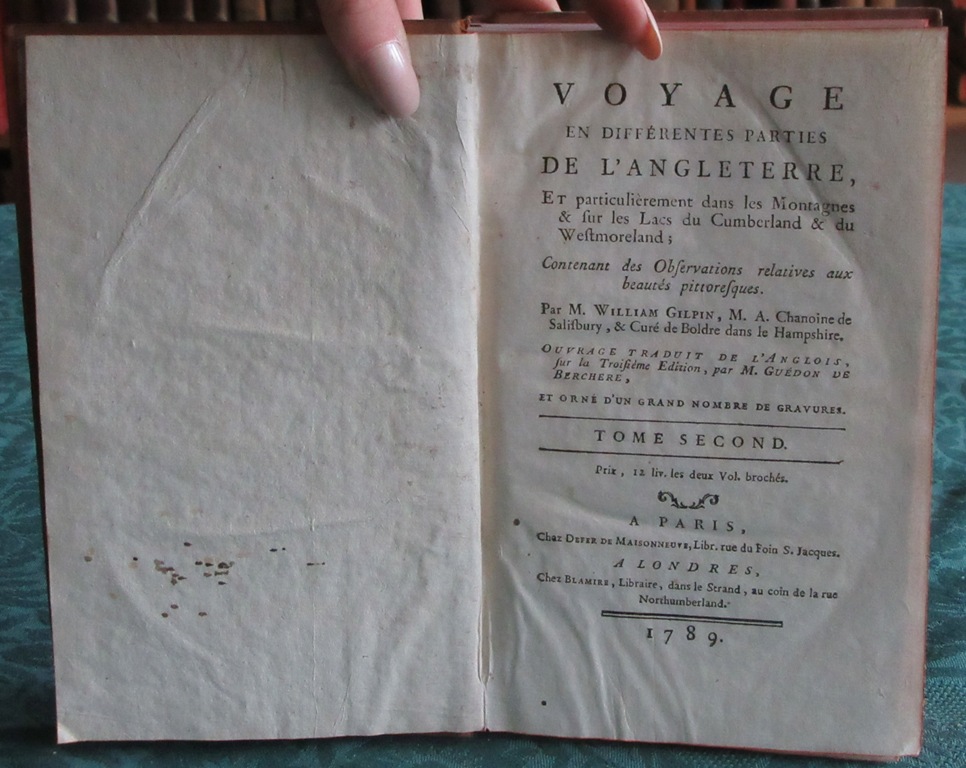 VOYAGE
EN DIFFÉRENTES PARTIES
DE L'ANGLETERRE,
Et particulièrement dans les Montagnes
& ſur les Lacs du Cumberland & du
Weſtmoreland;
Contenant des Obſervations relatives aux
beautés pittoreſques.
Par M. WILLIAM GILPIN, M. A. Chanoine de
Saliſbury, & Curé de Boldre dans le Hampshire.
OUVRAGE TRADUIT DE L'ANGLOIS,
ſur la Troiſiéme Edition, par M. GUÉDON DE
BERCHERE,
ET ORNÉ D'UN GRAND NOMBRE DE GRAVURES.
TOME SECOND.
Prix, 12 liv. les deux Vol. brochés.
A PARIS,
Chez DEFER DE MAISONNEUVE, Libr. rue du Foin S. Jacques.
A LONDRES,
Chez BLAMIRE, Libraire, dans le Strand, au coin de la rue
Northumberland.
1789.